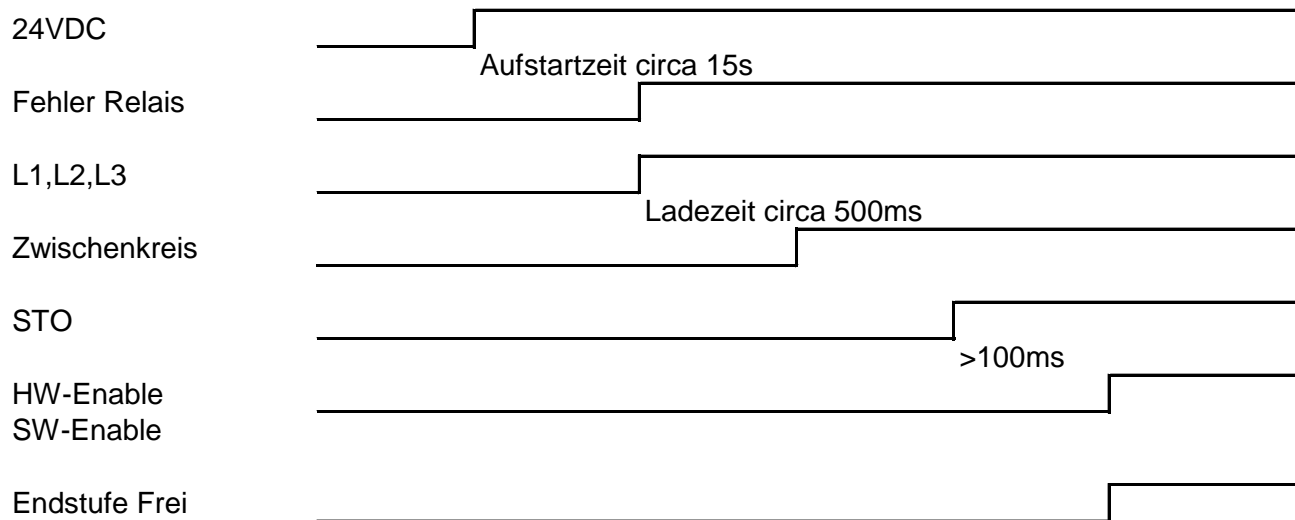 24VDC
Aufstartzeit circa 15s
Fehler Relais
L1,L2,L3
Ladezeit circa 500ms
Zwischenkreis
STO
>100ms
HW-Enable
SW-Enable
Endstufe Frei